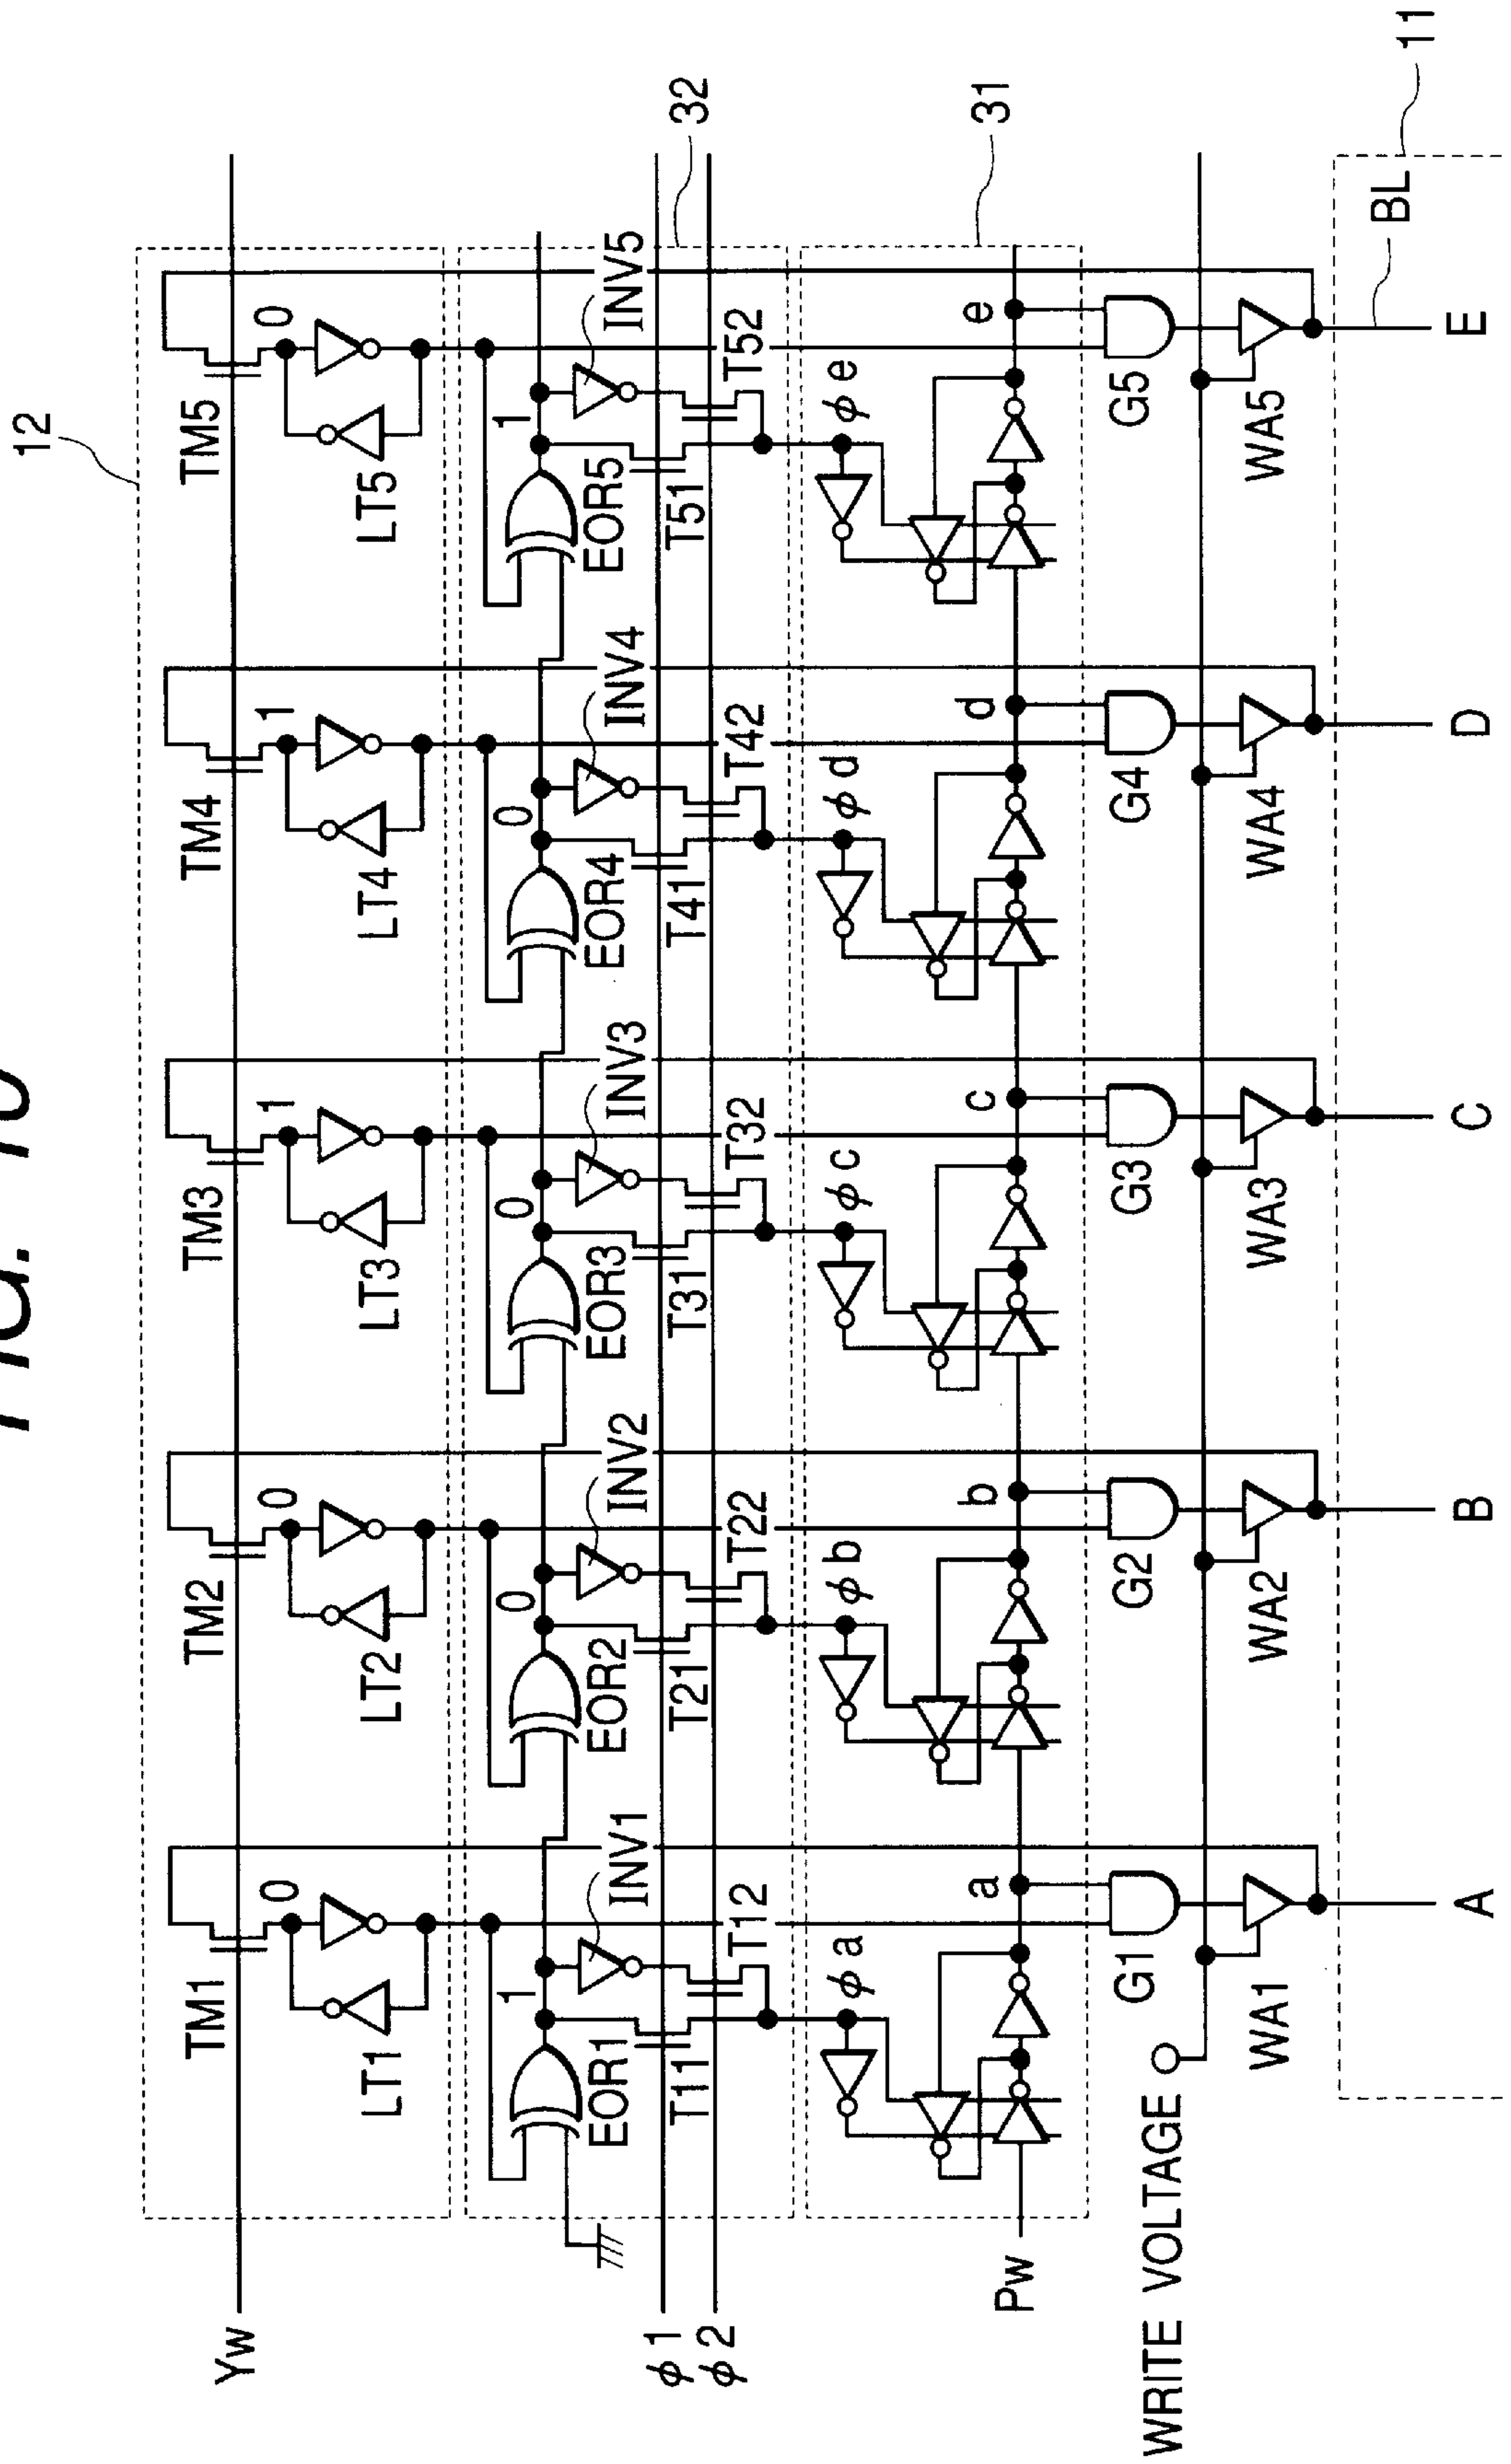 FIG.
12
TM1 TM2 TM3 TM4 TM5
Yw
0 0 1 1 0
LT1 LT2 LT3 LT4 LT5
1 0 0 0 1
EOR1 EOR2 EOR3 EOR4 EOR5
INV1 INV2 INV3 INV4 INV5
φ1
T11 T21 T31 T41 T51
32
φ2
T12 T22 T32 T42 T52
φa φb φc φd φe
31
a b c d e
Pw
G1 G2 G3 G4 G5
WRITE VOLTAGE
WA1 WA2 WA3 WA4 WA5
BL
11
A B C D E